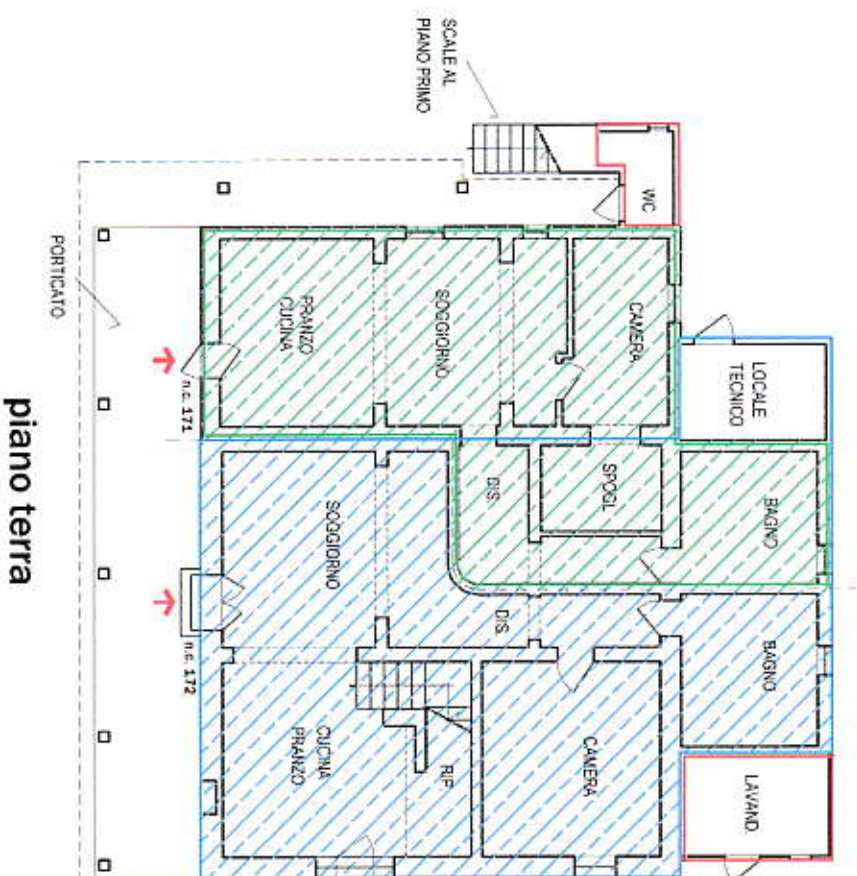 SCALE AL
PIANO PRIMO
WC
PORTICATO
PRANZO
CUCINA
SOGGIORNO
CAMERA
LOCALE
TECNICO
n.c. 171
DIS.
SPOGL
BAGNO
SOGGIORNO
DIS.
BAGNO
n.c. 172
CUCINA
PRANZO
RIP
CAMERA
LAVAND.
piano terra